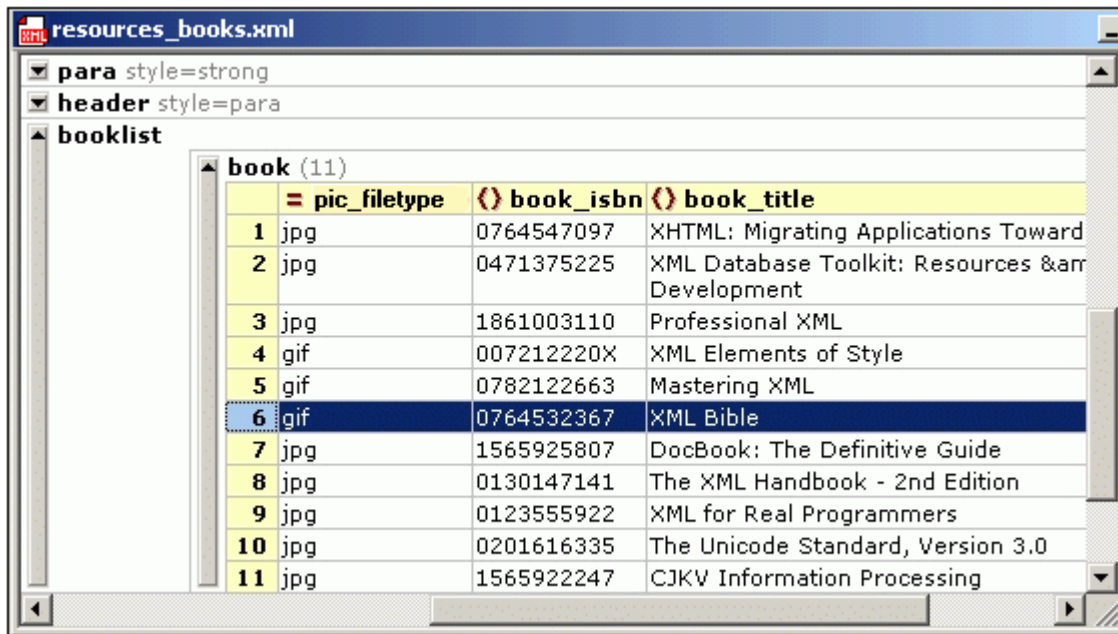 XML resources_books.xml
para style=strong
header style=para
booklist
book (11)
= pic_filetype {} book_isbn {} book_title
1 jpg 0764547097 XHTML: Migrating Applications Toward
2 jpg 0471375225 XML Database Toolkit: Resources &am
Development
3 jpg 1861003110 Professional XML
4 gif 007212220X XML Elements of Style
5 gif 0782122663 Mastering XML
6 gif 0764532367 XML Bible
7 jpg 1565925807 DocBook: The Definitive Guide
8 jpg 0130147141 The XML Handbook - 2nd Edition
9 jpg 0123555922 XML for Real Programmers
10 jpg 0201616335 The Unicode Standard, Version 3.0
11 jpg 1565922247 CJKV Information Processing